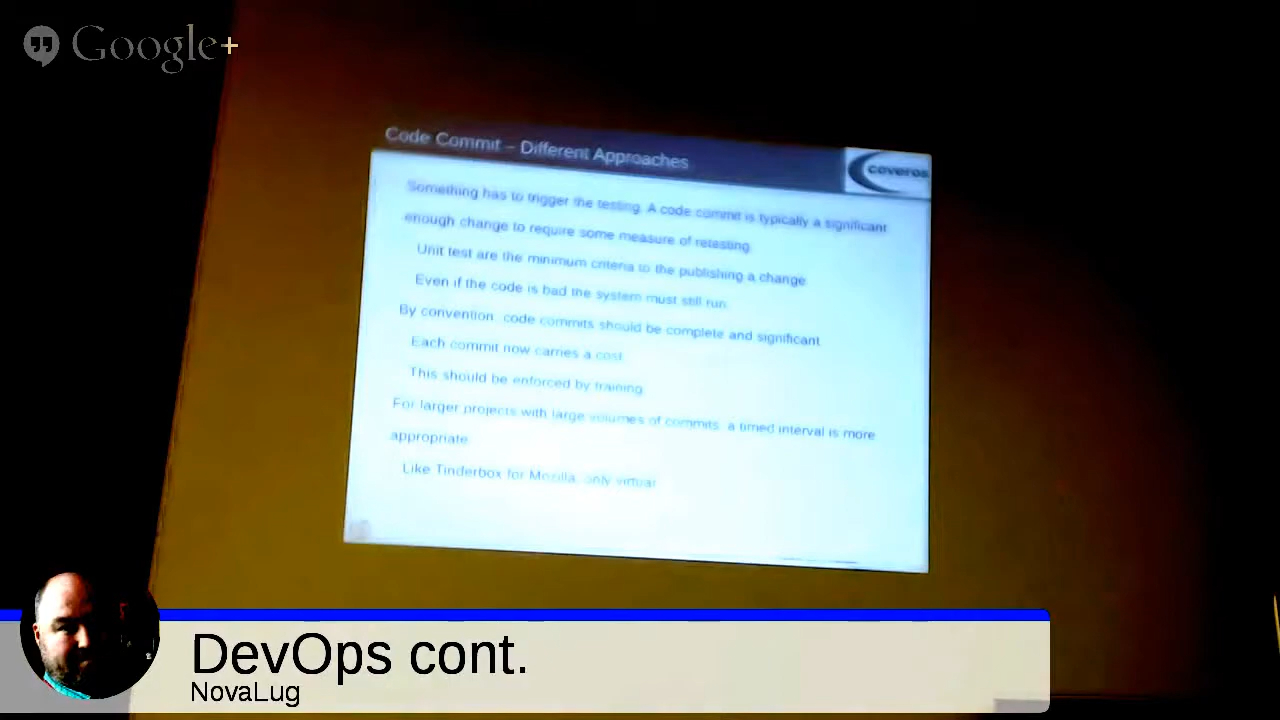 Google+
Code Commit – Different Approaches
coveros
Something has to trigger the testing. A code commit is typically a significant
enough change to require some measure of retesting.
Unit test are the minimum criteria to the publishing a change.
Even if the code is bad the system must still run.
By convention, code commits should be complete and significant.
Each commit now carries a cost.
This should be enforced by training.
For larger projects with large volumes of commits, a timed interval is more
appropriate.
Like Tinderbox for Mozilla, only virtual.
DevOps cont.
NovaLug